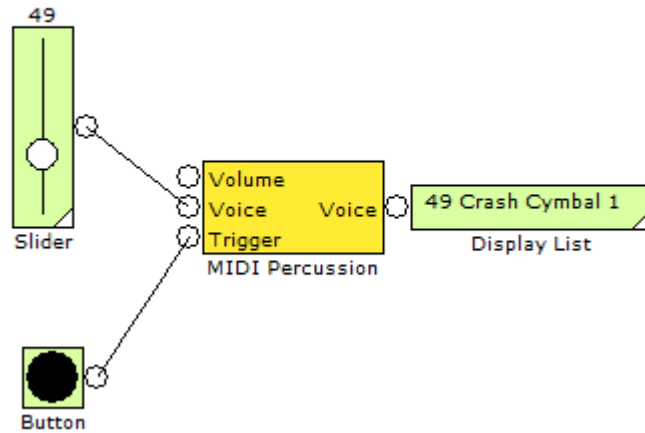 49
Slider
Volume
Voice Voice
Trigger
MIDI Percussion
49 Crash Cymbal 1
Display List
Button